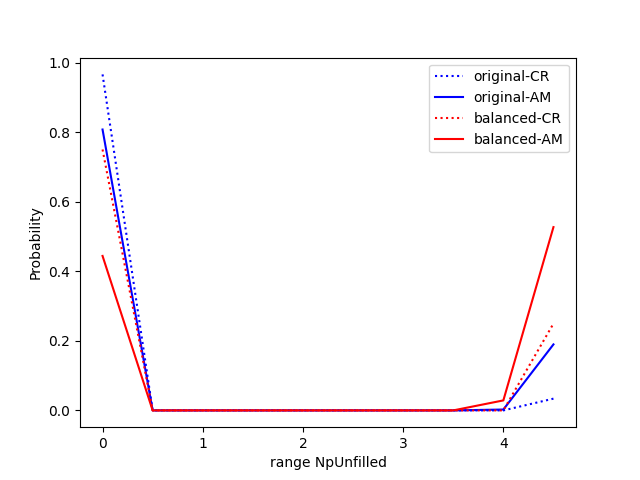 1.0
0.8
0.6
0.4
0.2
0.0
Probability
0 1 2 3 4
range NpUnfilled
original-CR
original-AM
balanced-CR
balanced-AM